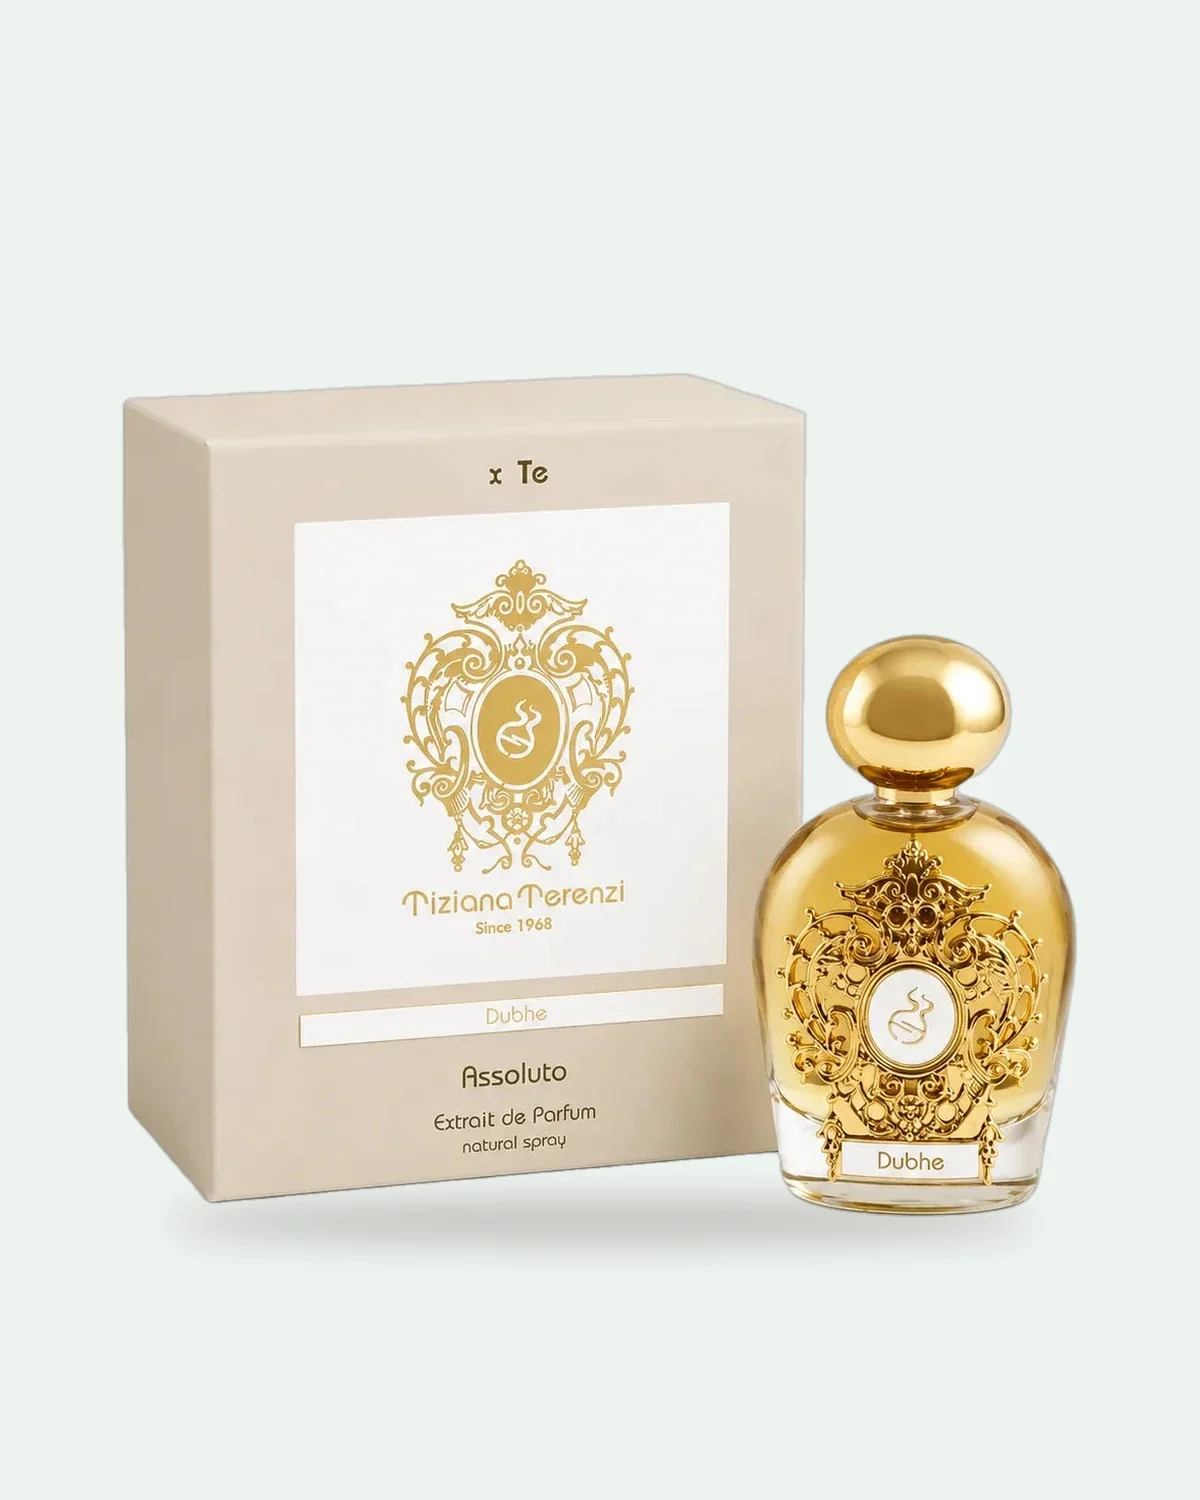 x Te
Tiziana Terenzi
Since 1968
Dubhe
Assoluto
Extrait de Parfum
natural spray
Dubhe